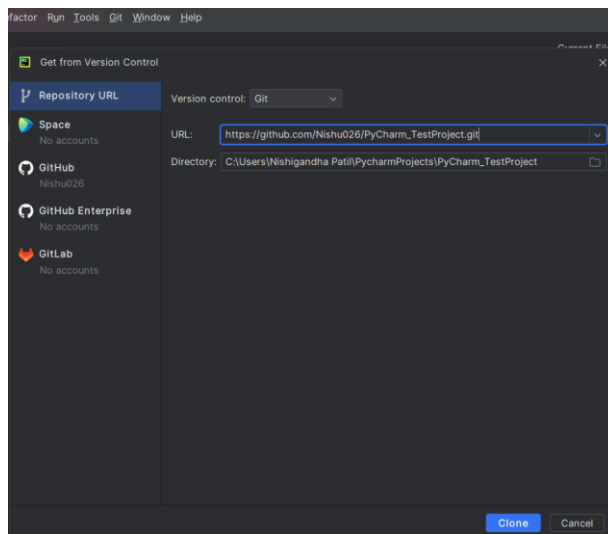 efactor Run Tools Git Window Help
Get from Version Control
Repository URL
Space
No accounts
GitHub
Nishu026
GitHub Enterprise
No accounts
GitLab
No accounts
Version control: Git
URL: https://github.com/Nishu026/PyCharm_TestProject.git
Directory: C:\Users\Nishigandha Patil\PycharmProjects\PyCharm_TestProject
Clone Cancel